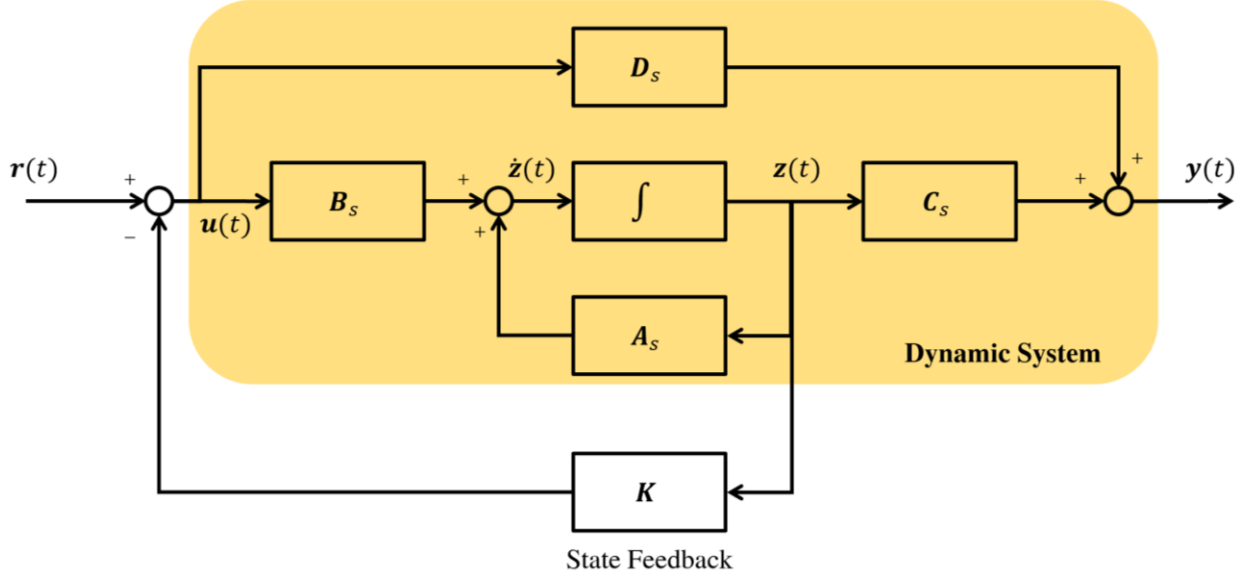 D_s
r(t)
+
−
u(t)
B_s
+
+
ż(t)
∫
z(t)
C_s
+
+
y(t)
A_s
Dynamic System
K
State Feedback